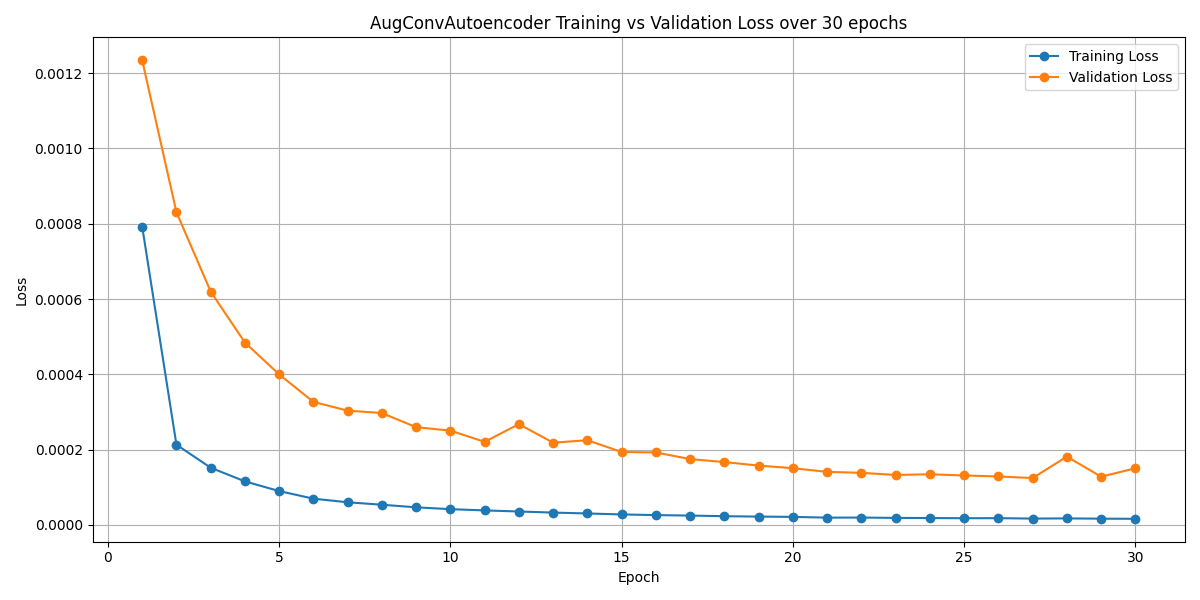 AugConvAutoencoder Training vs Validation Loss over 30 epochs
Training Loss
Validation Loss
Loss
0.0012
0.0010
0.0008
0.0006
0.0004
0.0002
0.0000
0 5 10 15 20 25 30
Epoch